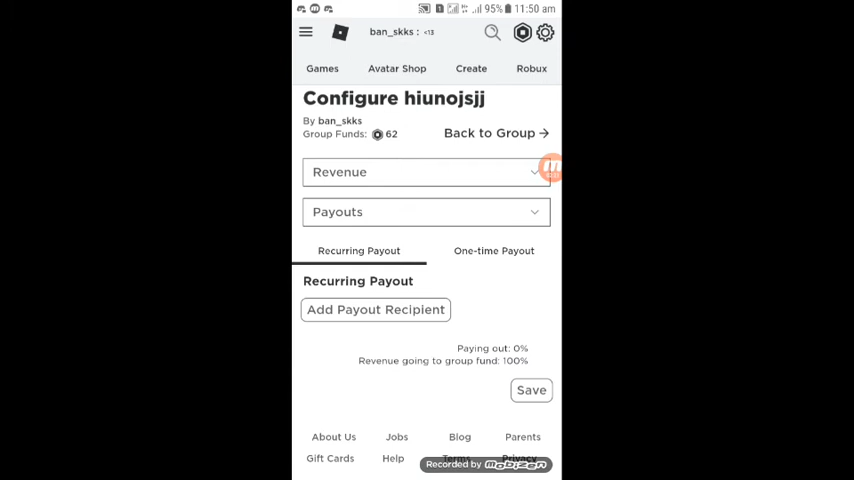 95% 11:50 am
ban_skks : <13
Games Avatar Shop Create Robux
Configure hiunojsjj
By ban_skks
Group Funds: 62
Back to Group →
Revenue
Payouts
Recurring Payout One-time Payout
Recurring Payout
Add Payout Recipient
Paying out: 0%
Revenue going to group fund: 100%
Save
About Us Jobs Blog Parents
Gift Cards Help Terms Privacy
Recorded by mobizen